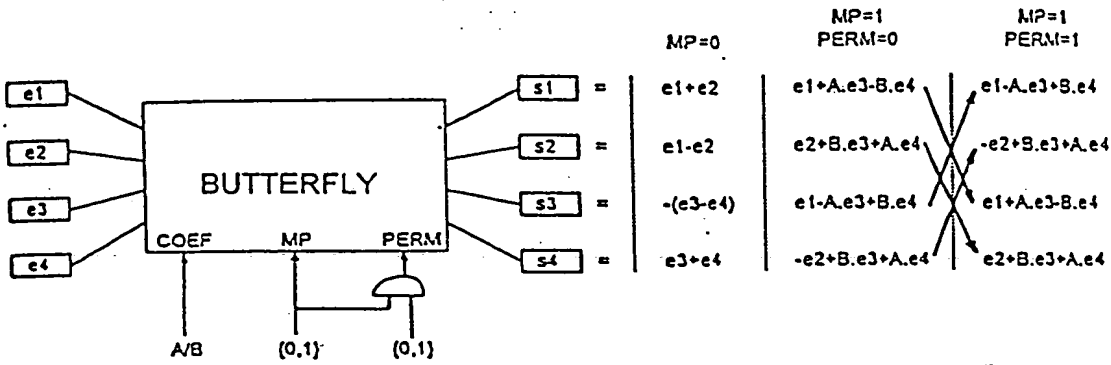 MP=1 MP=1
MP=0 PERM=0 PERM=1
e1 s1 = e1+e2 e1+A.e3-B.e4 e1-A.e3+B.e4
e2 s2 = e1-e2 e2+B.e3+A.e4 -e2+B.e3+A.e4
BUTTERFLY
e3 s3 = -(e3-e4) e1-A.e3+B.e4 e1+A.e3-B.e4
COEF MP PERM
e4 s4 = e3+e4 -e2+B.e3+A.e4 e2+B.e3+A.e4
A/B {0,1} {0,1}